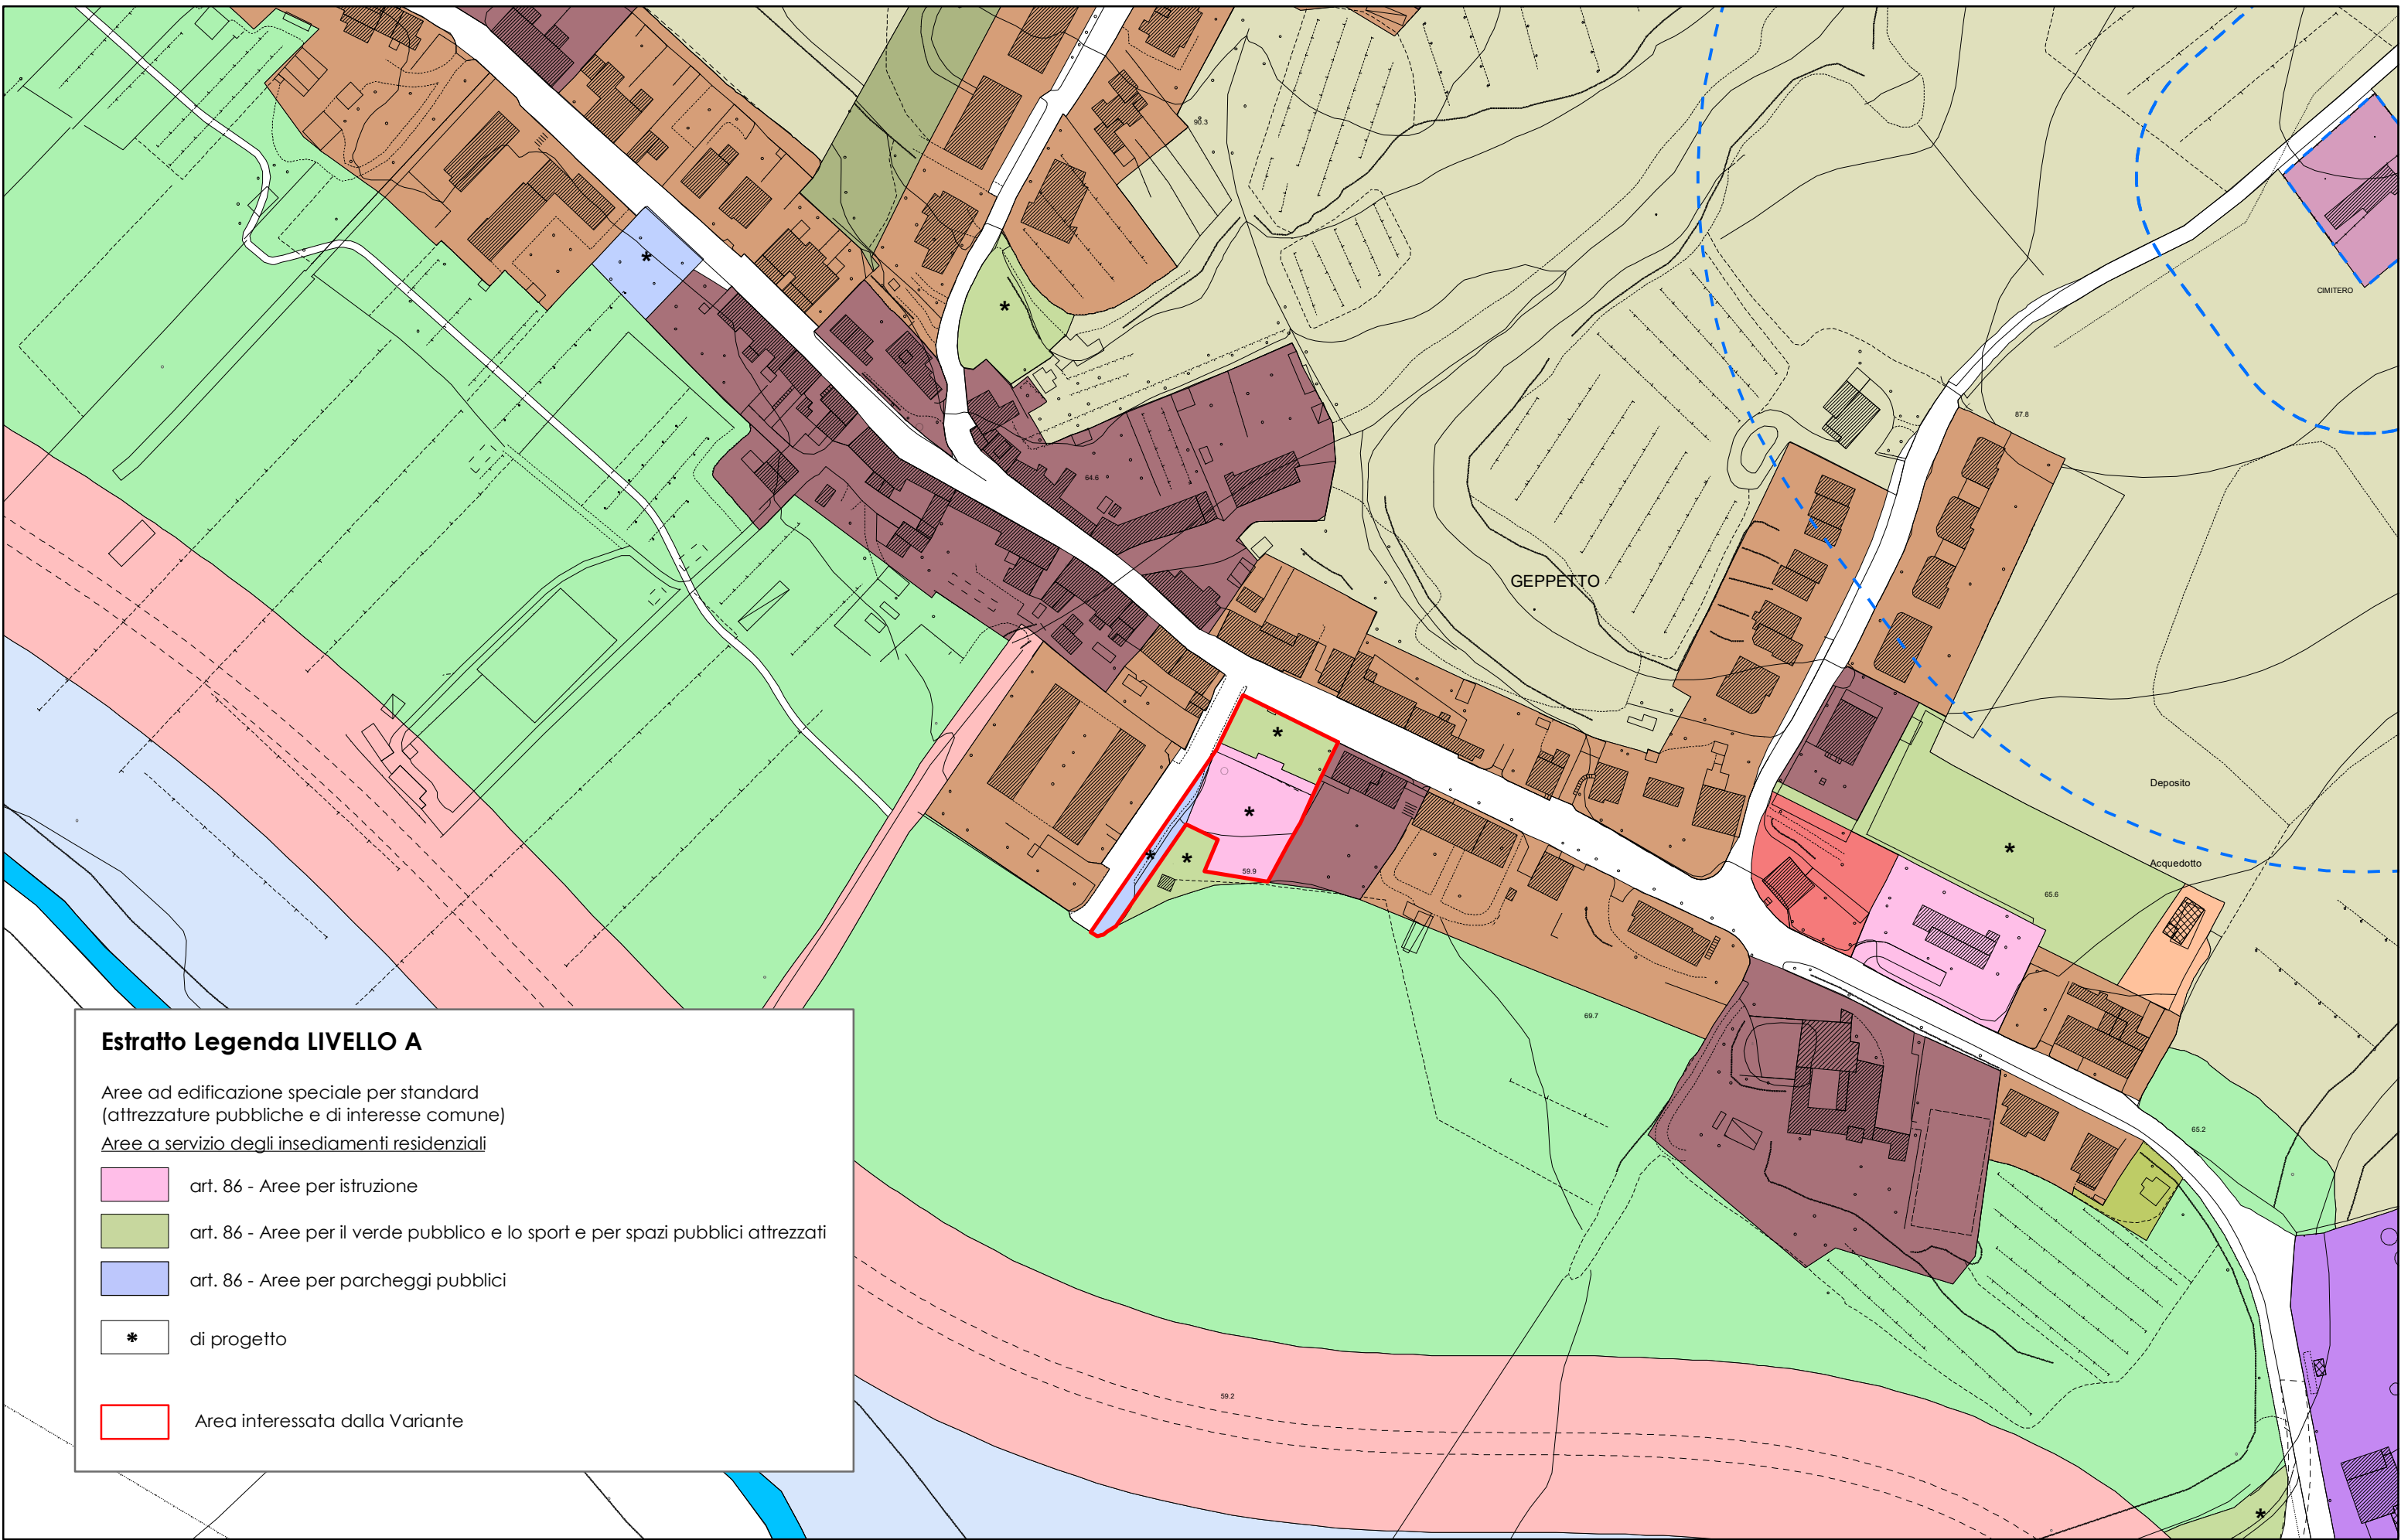 90.3
CIMITERO
87.8
64.6
GEPPETTO
*
*
*
*
*
*
*
Deposito
Acquedotto
59.9
65.6
69.7
65.2
59.2
*
Estratto Legenda LIVELLO A
Aree ad edificazione speciale per standard
(attrezzature pubbliche e di interesse comune)
Aree a servizio degli insediamenti residenziali
art. 86 - Aree per istruzione
art. 86 - Aree per il verde pubblico e lo sport e per spazi pubblici attrezzati
art. 86 - Aree per parcheggi pubblici
* di progetto
Area interessata dalla Variante